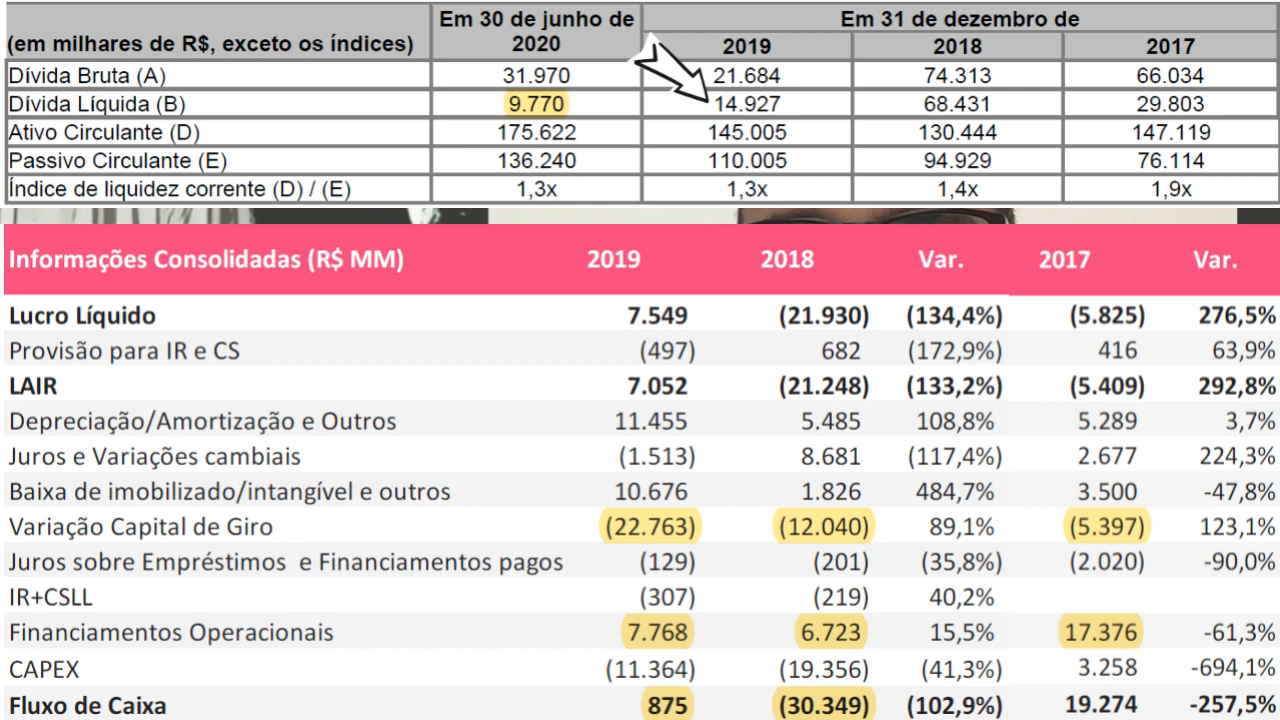 (em milhares de R$, exceto os índices) Em 30 de junho de 2020 Em 31 de dezembro de
2019 2018 2017
Dívida Bruta (A) 31.970 21.684 74.313 66.034
Dívida Líquida (B) 9.770 14.927 68.431 29.803
Ativo Circulante (D) 175.622 145.005 130.444 147.119
Passivo Circulante (E) 136.240 110.005 94.929 76.114
Índice de liquidez corrente (D) / (E) 1,3x 1,3x 1,4x 1,9x
Informações Consolidadas (R$ MM) 2019 2018 Var. 2017 Var.
Lucro Líquido 7.549 (21.930) (134,4%) (5.825) 276,5%
Provisão para IR e CS (497) 682 (172,9%) 416 63,9%
LAIR 7.052 (21.248) (133,2%) (5.409) 292,8%
Depreciação/Amortização e Outros 11.455 5.485 108,8% 5.289 3,7%
Juros e Variações cambiais (1.513) 8.681 (117,4%) 2.677 224,3%
Baixa de imobilizado/intangível e outros 10.676 1.826 484,7% 3.500 -47,8%
Variação Capital de Giro (22.763) (12.040) 89,1% (5.397) 123,1%
Juros sobre Empréstimos e Financiamentos pagos (129) (201) (35,8%) (2.020) -90,0%
IR+CSLL (307) (219) 40,2%
Financiamentos Operacionais 7.768 6.723 15,5% 17.376 -61,3%
CAPEX (11.364) (19.356) (41,3%) 3.258 -694,1%
Fluxo de Caixa 875 (30.349) (102,9%) 19.274 -257,5%